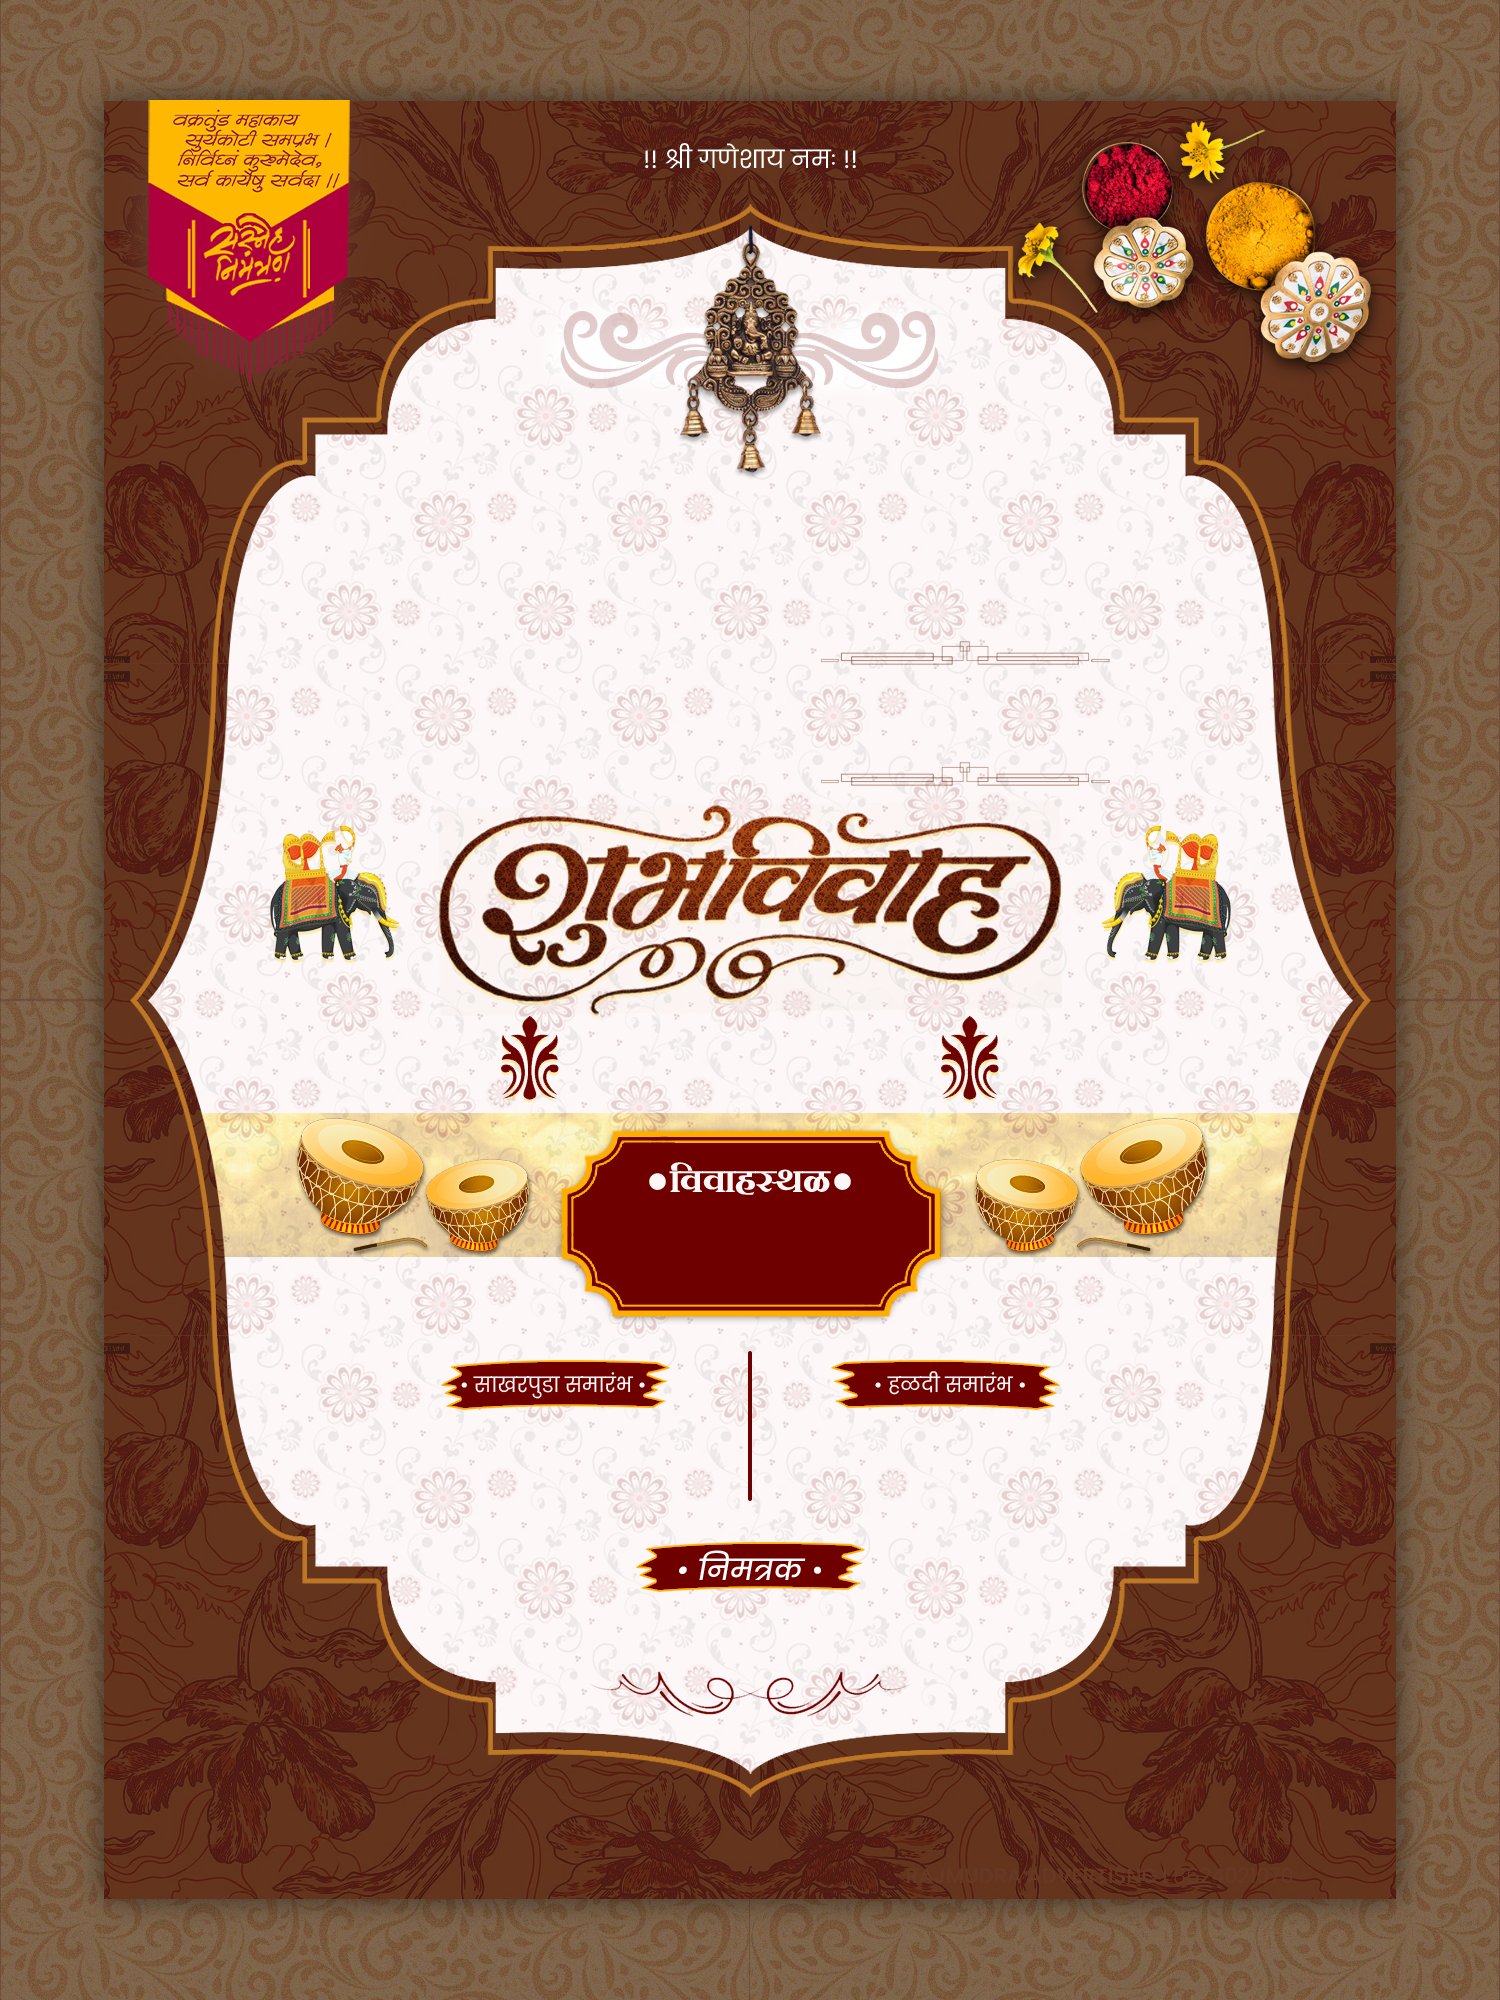 वक्रतुंड महाकाय
सुर्यकोटी समप्रभ ।
निर्विघ्नं कुरूमेदेव,
सर्व कार्येषु सर्वदा ।।
सस्नेह
निमंत्रण
!! श्री गणेशाय नमः !!
शुभविवाह
●विवाहस्थळ●
• साखरपुडा समारंभ •
• हळदी समारंभ •
• निमत्रक •